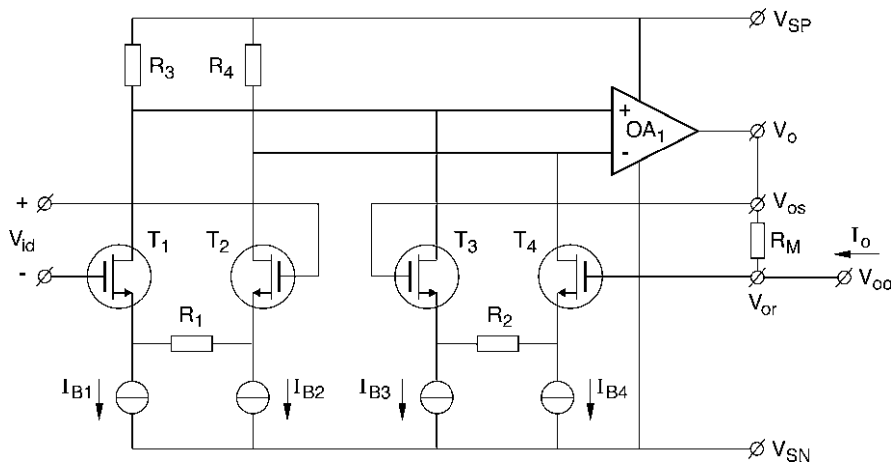 V_SP
R_3
R_4
+
OA_1
-
V_o
+
V_os
V_id
T_1
T_2
T_3
T_4
R_M
I_o
-
V_or
V_oo
R_1
R_2
I_B1
I_B2
I_B3
I_B4
V_SN